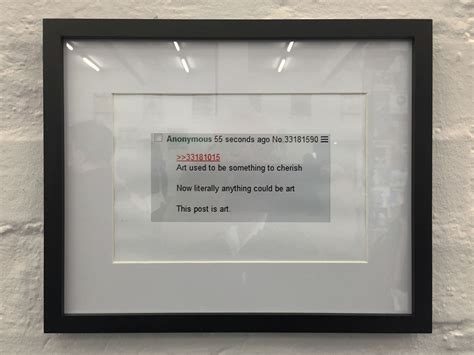 Anonymous 55 seconds ago No.33181590
>>33181015
Art used to be something to cherish
Now literally anything could be art
This post is art.